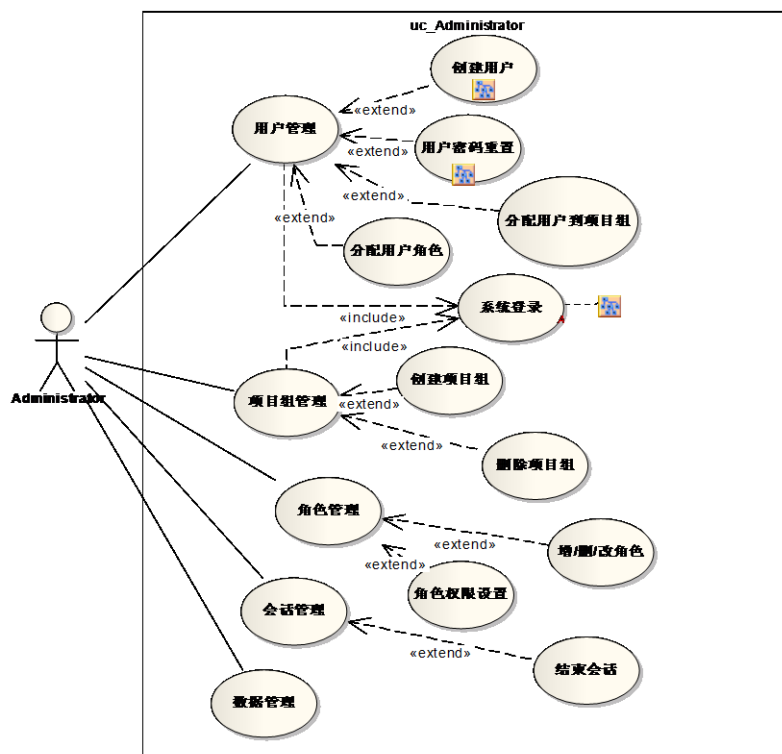 uc_Administrator
创建用户
«extend»
用户管理
«extend»
用户密码重置
«extend»
«extend»
分配用户到项目组
分配用户角色
系统登录
«include»
«include»
Administrator
创建项目组
项目组管理
«extend»
«extend»
删除项目组
角色管理
«extend»
增/删/改角色
«extend»
角色权限设置
会话管理
«extend»
结束会话
数据管理